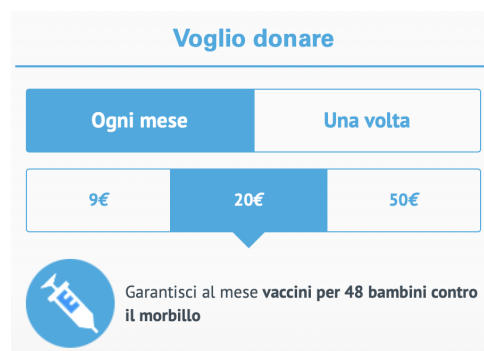 Voglio donare
Ogni mese
Una volta
9€
20€
50€
Garantisci al mese vaccini per 48 bambini contro
il morbillo